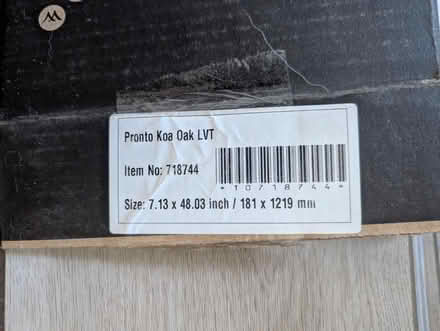 Pronto Koa Oak LVT
Item No: 718744
*10718744*
Size: 7.13 x 48.03 inch / 181 x 1219 mm